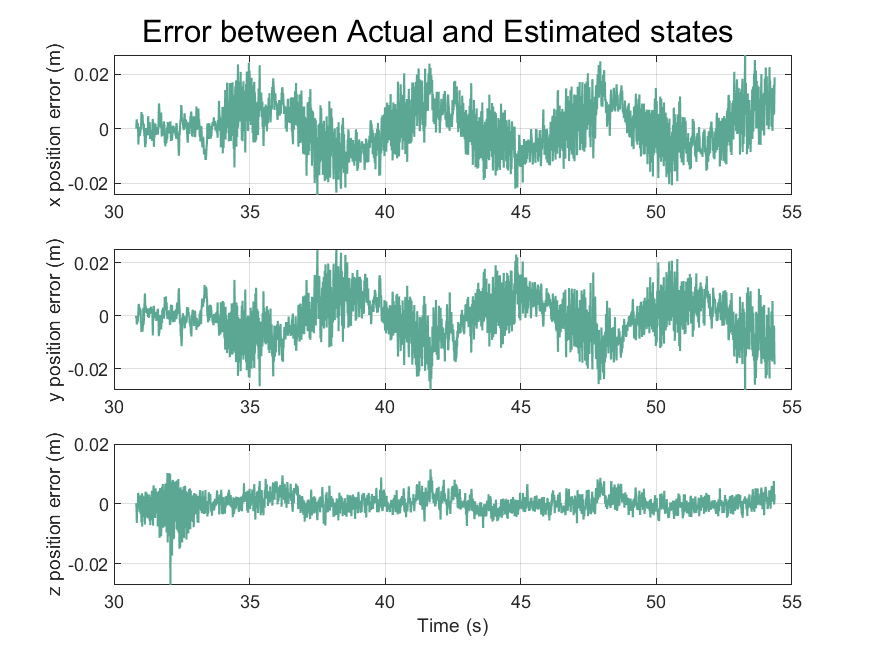 Error between Actual and Estimated states
x position error (m)
0.02
0
-0.02
30 35 40 45 50 55
y position error (m)
0.02
0
-0.02
30 35 40 45 50 55
z position error (m)
0.02
0
-0.02
30 35 40 45 50 55
Time (s)